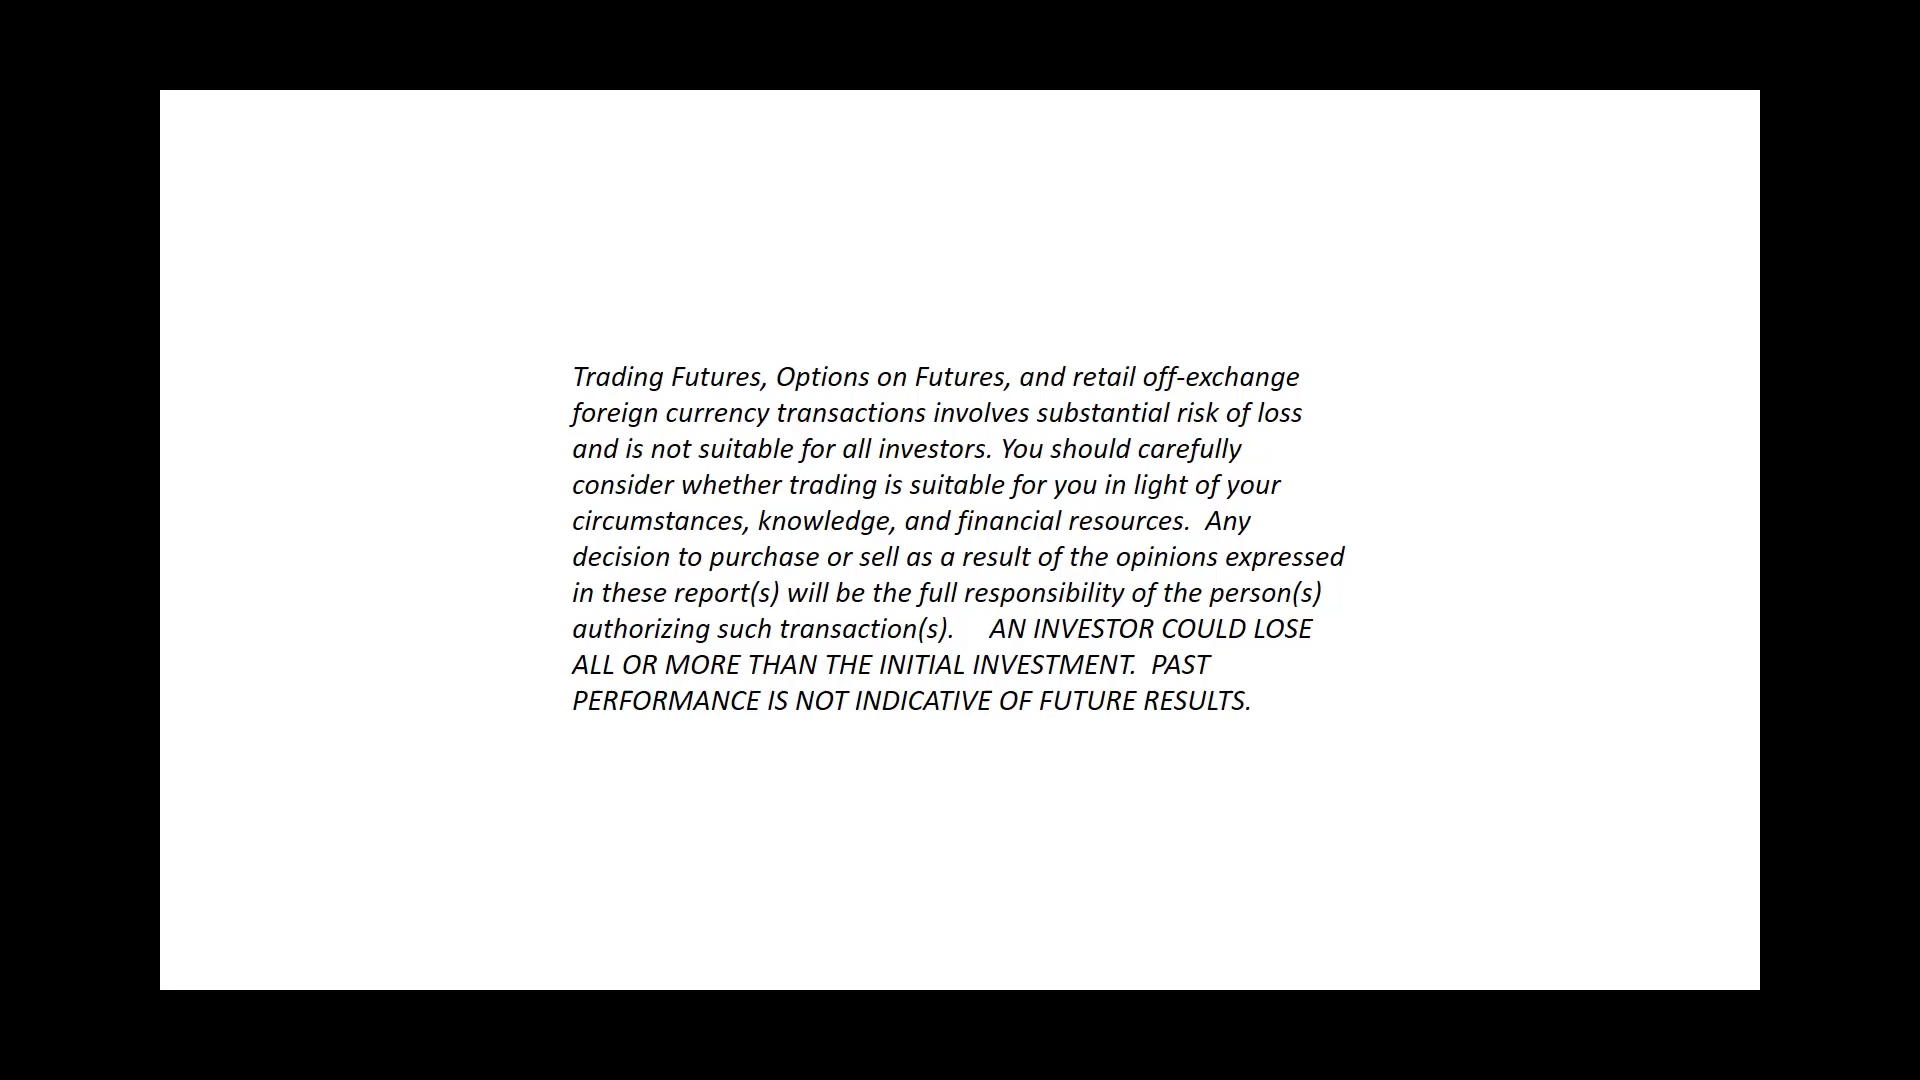 Trading Futures, Options on Futures, and retail off-exchange
foreign currency transactions involves substantial risk of loss
and is not suitable for all investors. You should carefully
consider whether trading is suitable for you in light of your
circumstances, knowledge, and financial resources.  Any
decision to purchase or sell as a result of the opinions expressed
in these report(s) will be the full responsibility of the person(s)
authorizing such transaction(s).     AN INVESTOR COULD LOSE
ALL OR MORE THAN THE INITIAL INVESTMENT.  PAST
PERFORMANCE IS NOT INDICATIVE OF FUTURE RESULTS.